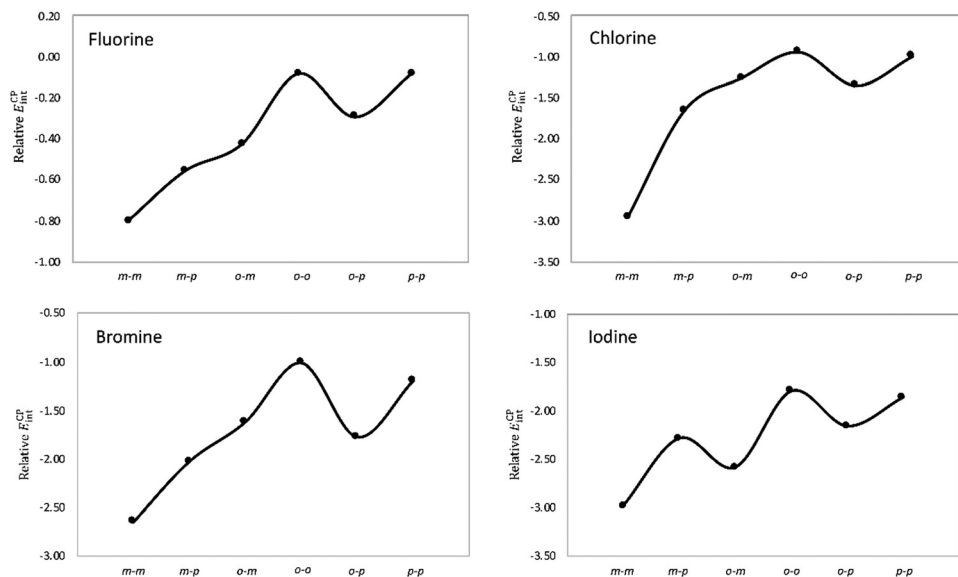 Fluorine
Relative E_int^CP
0.20
0.00
-0.20
-0.40
-0.60
-0.80
-1.00
m-m m-p o-m o-o o-p p-p
Chlorine
Relative E_int^CP
-0.50
-1.00
-1.50
-2.00
-2.50
-3.00
-3.50
m-m m-p o-m o-o o-p p-p
Bromine
Relative E_int^CP
-0.50
-1.00
-1.50
-2.00
-2.50
-3.00
m-m m-p o-m o-o o-p p-p
Iodine
Relative E_int^CP
-1.00
-1.50
-2.00
-2.50
-3.00
-3.50
m-m m-p o-m o-o o-p p-p